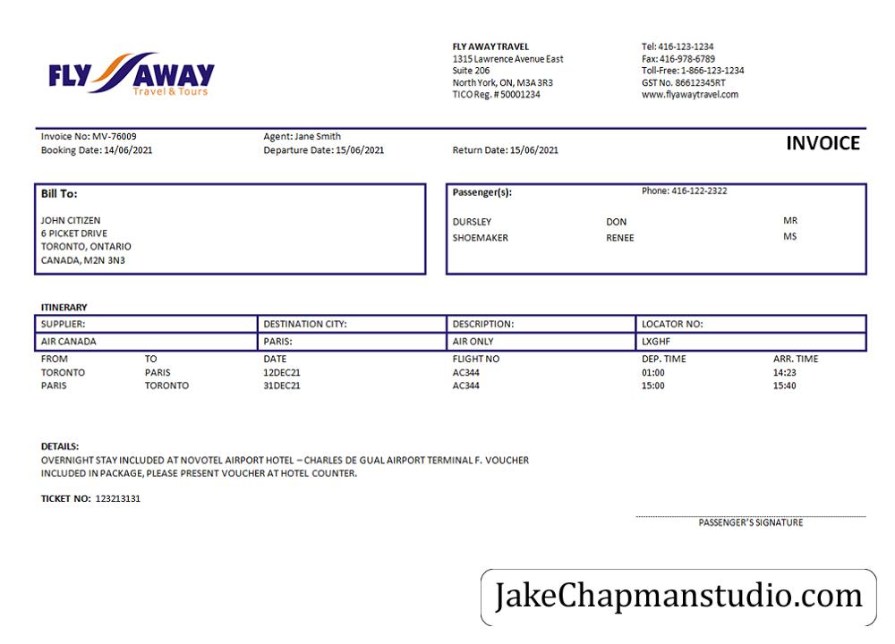 FLY AWAY
Travel & Tours
FLY AWAY TRAVEL
1315 Lawrence Avenue East
Suite 206
North York, ON, M3A 3R3
TICO Reg. # 50001234
Tel: 416-123-1234
Fax: 416-978-6789
Toll-Free: 1-866-123-1234
GST No. 86612345RT
www.flyawaytravel.com
Invoice No: MV-76009 Agent: Jane Smith
INVOICE
Booking Date: 14/06/2021 Departure Date: 15/06/2021 Return Date: 15/06/2021
Bill To:
JOHN CITIZEN
6 PICKET DRIVE
TORONTO, ONTARIO
CANADA, M2N 3N3
Passenger(s): Phone: 416-122-2322
DURSLEY DON MR
SHOEMAKER RENEE MS
ITINERARY
SUPPLIER: DESTINATION CITY: DESCRIPTION: LOCATOR NO:
AIR CANADA PARIS: AIR ONLY LXGHF
FROM TO DATE FLIGHT NO DEP. TIME ARR. TIME
TORONTO PARIS 12DEC21 AC344 01:00 14:23
PARIS TORONTO 31DEC21 AC344 15:00 15:40
DETAILS:
OVERNIGHT STAY INCLUDED AT NOVOTEL AIRPORT HOTEL – CHARLES DE GUAL AIRPORT TERMINAL F. VOUCHER
INCLUDED IN PACKAGE, PLEASE PRESENT VOUCHER AT HOTEL COUNTER.
TICKET NO: 123213131
PASSENGER'S SIGNATURE
JakeChapmanstudio.com